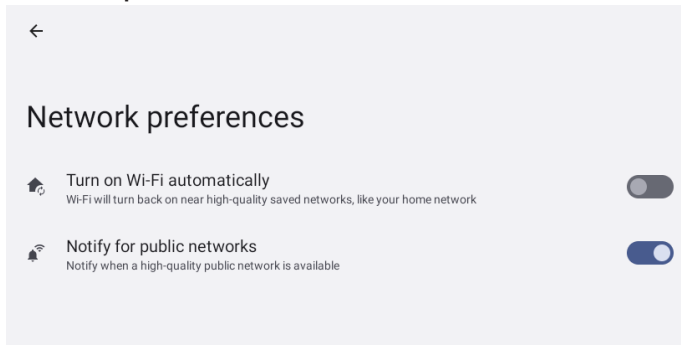 Network preferences
Turn on Wi-Fi automatically
Wi-Fi will turn back on near high-quality saved networks, like your home network
Notify for public networks
Notify when a high-quality public network is available